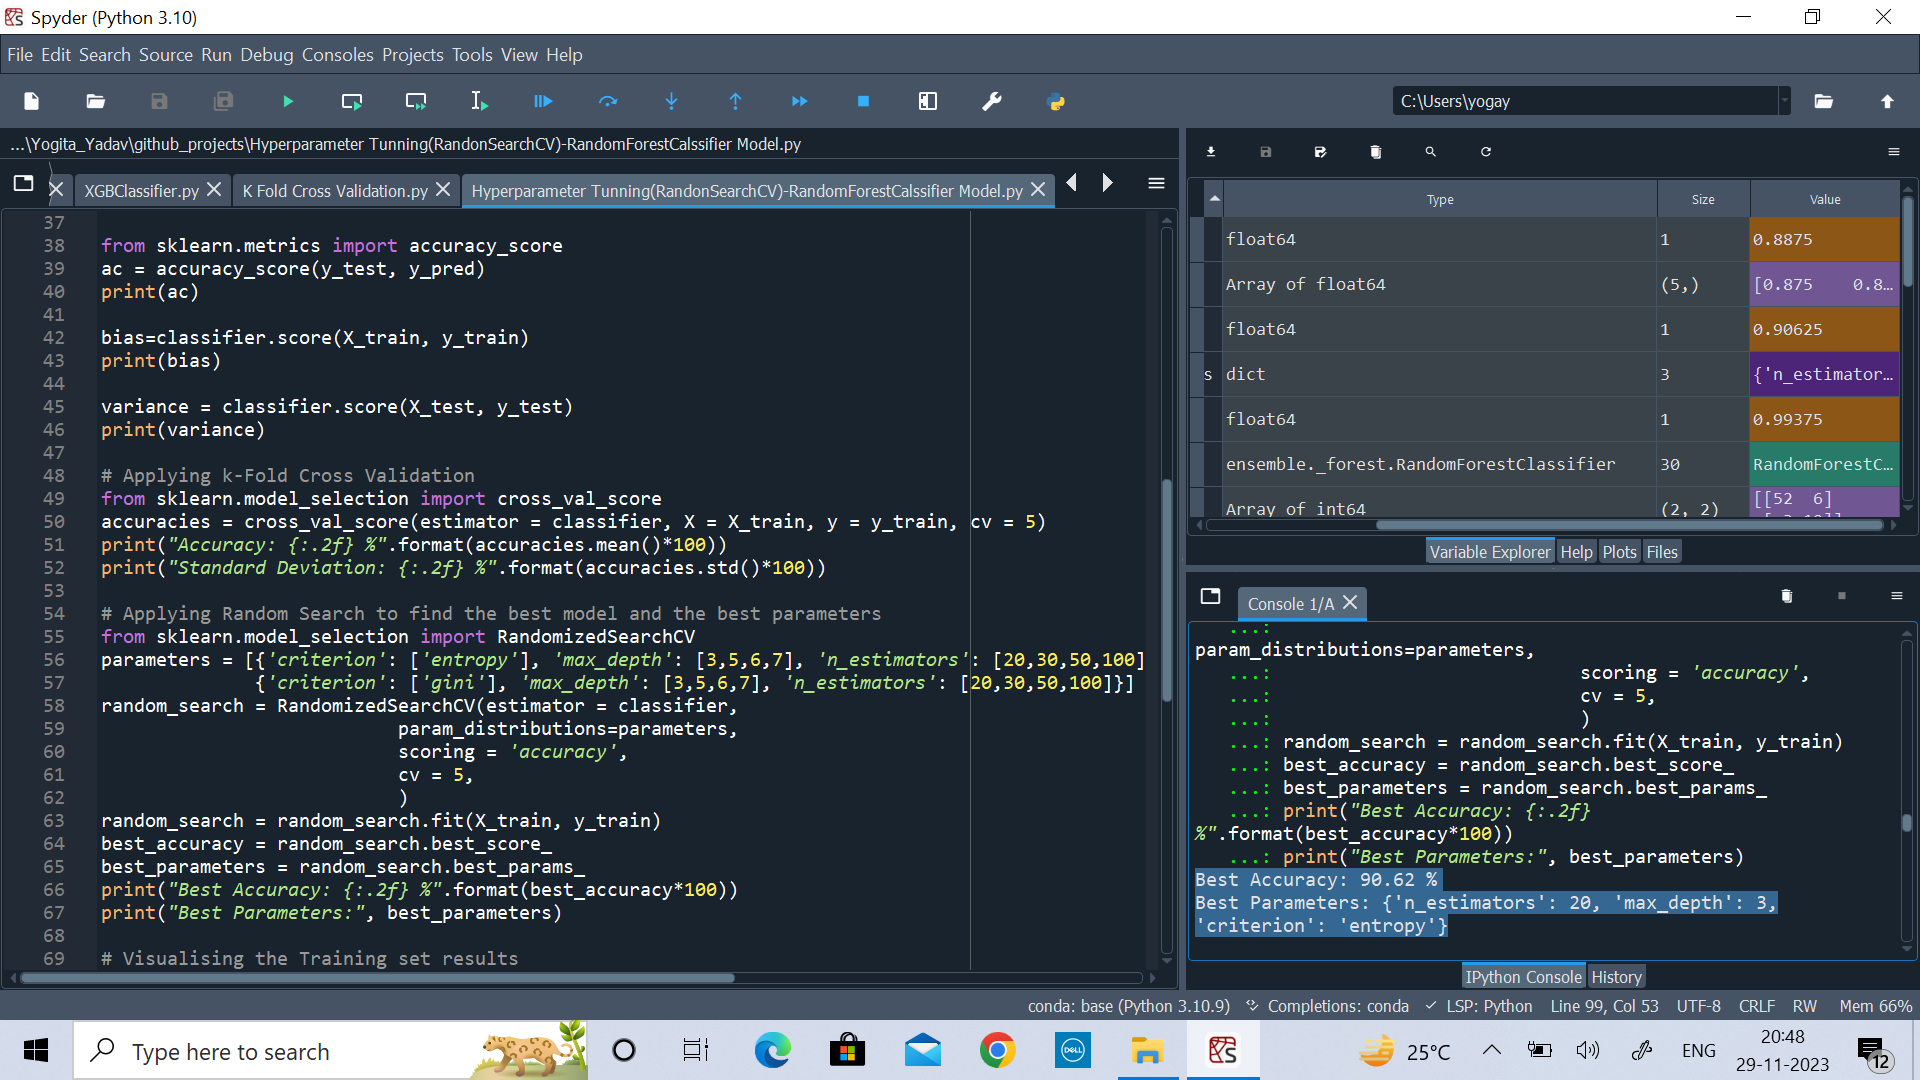 Spyder (Python 3.10)
File Edit Search Source Run Debug Consoles Projects Tools View Help
C:\Users\yogay
...\Yogita_Yadav\github_projects\Hyperparameter Tunning(RandonSearchCV)-RandomForestCalssifier Model.py
XGBClassifier.py
K Fold Cross Validation.py
Hyperparameter Tunning(RandonSearchCV)-RandomForestCalssifier Model.py
37
38 from sklearn.metrics import accuracy_score
39 ac = accuracy_score(y_test, y_pred)
40 print(ac)
41
42 bias=classifier.score(X_train, y_train)
43 print(bias)
44
45 variance = classifier.score(X_test, y_test)
46 print(variance)
47
48 # Applying k-Fold Cross Validation
49 from sklearn.model_selection import cross_val_score
50 accuracies = cross_val_score(estimator = classifier, X = X_train, y = y_train, cv = 5)
51 print("Accuracy: {:.2f} %".format(accuracies.mean()*100))
52 print("Standard Deviation: {:.2f} %".format(accuracies.std()*100))
53
54 # Applying Random Search to find the best model and the best parameters
55 from sklearn.model_selection import RandomizedSearchCV
56 parameters = [{'criterion': ['entropy'], 'max_depth': [3,5,6,7], 'n_estimators': [20,30,50,100]
57 {'criterion': ['gini'], 'max_depth': [3,5,6,7], 'n_estimators': [20,30,50,100]}]
58 random_search = RandomizedSearchCV(estimator = classifier,
59 param_distributions=parameters,
60 scoring = 'accuracy',
61 cv = 5,
62 )
63 random_search = random_search.fit(X_train, y_train)
64 best_accuracy = random_search.best_score_
65 best_parameters = random_search.best_params_
66 print("Best Accuracy: {:.2f} %".format(best_accuracy*100))
67 print("Best Parameters:", best_parameters)
68
69 # Visualising the Training set results
Type Size Value
float64 1 0.8875
Array of float64 (5,) [0.875 0.8...
float64 1 0.90625
s dict 3 {'n_estimator...
float64 1 0.99375
ensemble._forest.RandomForestClassifier 30 RandomForestC...
Array of int64 (2, 2) [[52 6]
Variable Explorer Help Plots Files
Console 1/A
...:
param_distributions=parameters,
...: scoring = 'accuracy',
...: cv = 5,
...: )
...: random_search = random_search.fit(X_train, y_train)
...: best_accuracy = random_search.best_score_
...: best_parameters = random_search.best_params_
...: print("Best Accuracy: {:.2f}
%".format(best_accuracy*100))
...: print("Best Parameters:", best_parameters)
Best Accuracy: 90.62 %
Best Parameters: {'n_estimators': 20, 'max_depth': 3,
'criterion': 'entropy'}
IPython Console History
conda: base (Python 3.10.9) Completions: conda LSP: Python Line 99, Col 53 UTF-8 CRLF RW Mem 66%
Type here to search
DELL
25°C
ENG
20:48
29-11-2023
12